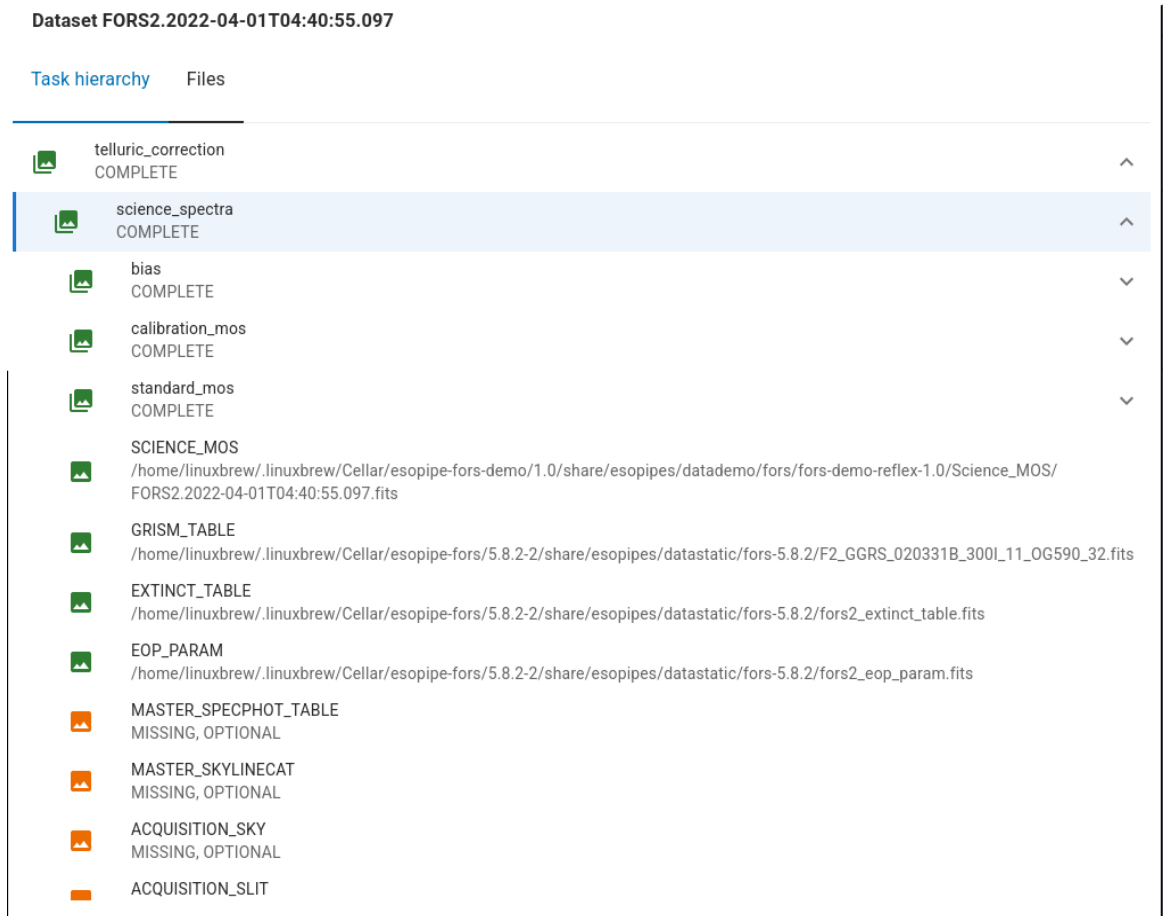 Dataset FORS2.2022-04-01T04:40:55.097
Task hierarchy Files
telluric_correction
COMPLETE
science_spectra
COMPLETE
bias
COMPLETE
calibration_mos
COMPLETE
standard_mos
COMPLETE
SCIENCE_MOS
/home/linuxbrew/.linuxbrew/Cellar/esopipe-fors-demo/1.0/share/esopipes/datademo/fors/fors-demo-reflex-1.0/Science_MOS/
FORS2.2022-04-01T04:40:55.097.fits
GRISM_TABLE
/home/linuxbrew/.linuxbrew/Cellar/esopipe-fors/5.8.2-2/share/esopipes/datastatic/fors-5.8.2/F2_GGRS_020331B_300I_11_OG590_32.fits
EXTINCT_TABLE
/home/linuxbrew/.linuxbrew/Cellar/esopipe-fors/5.8.2-2/share/esopipes/datastatic/fors-5.8.2/fors2_extinct_table.fits
EOP_PARAM
/home/linuxbrew/.linuxbrew/Cellar/esopipe-fors/5.8.2-2/share/esopipes/datastatic/fors-5.8.2/fors2_eop_param.fits
MASTER_SPECPHOT_TABLE
MISSING, OPTIONAL
MASTER_SKYLINECAT
MISSING, OPTIONAL
ACQUISITION_SKY
MISSING, OPTIONAL
ACQUISITION_SLIT